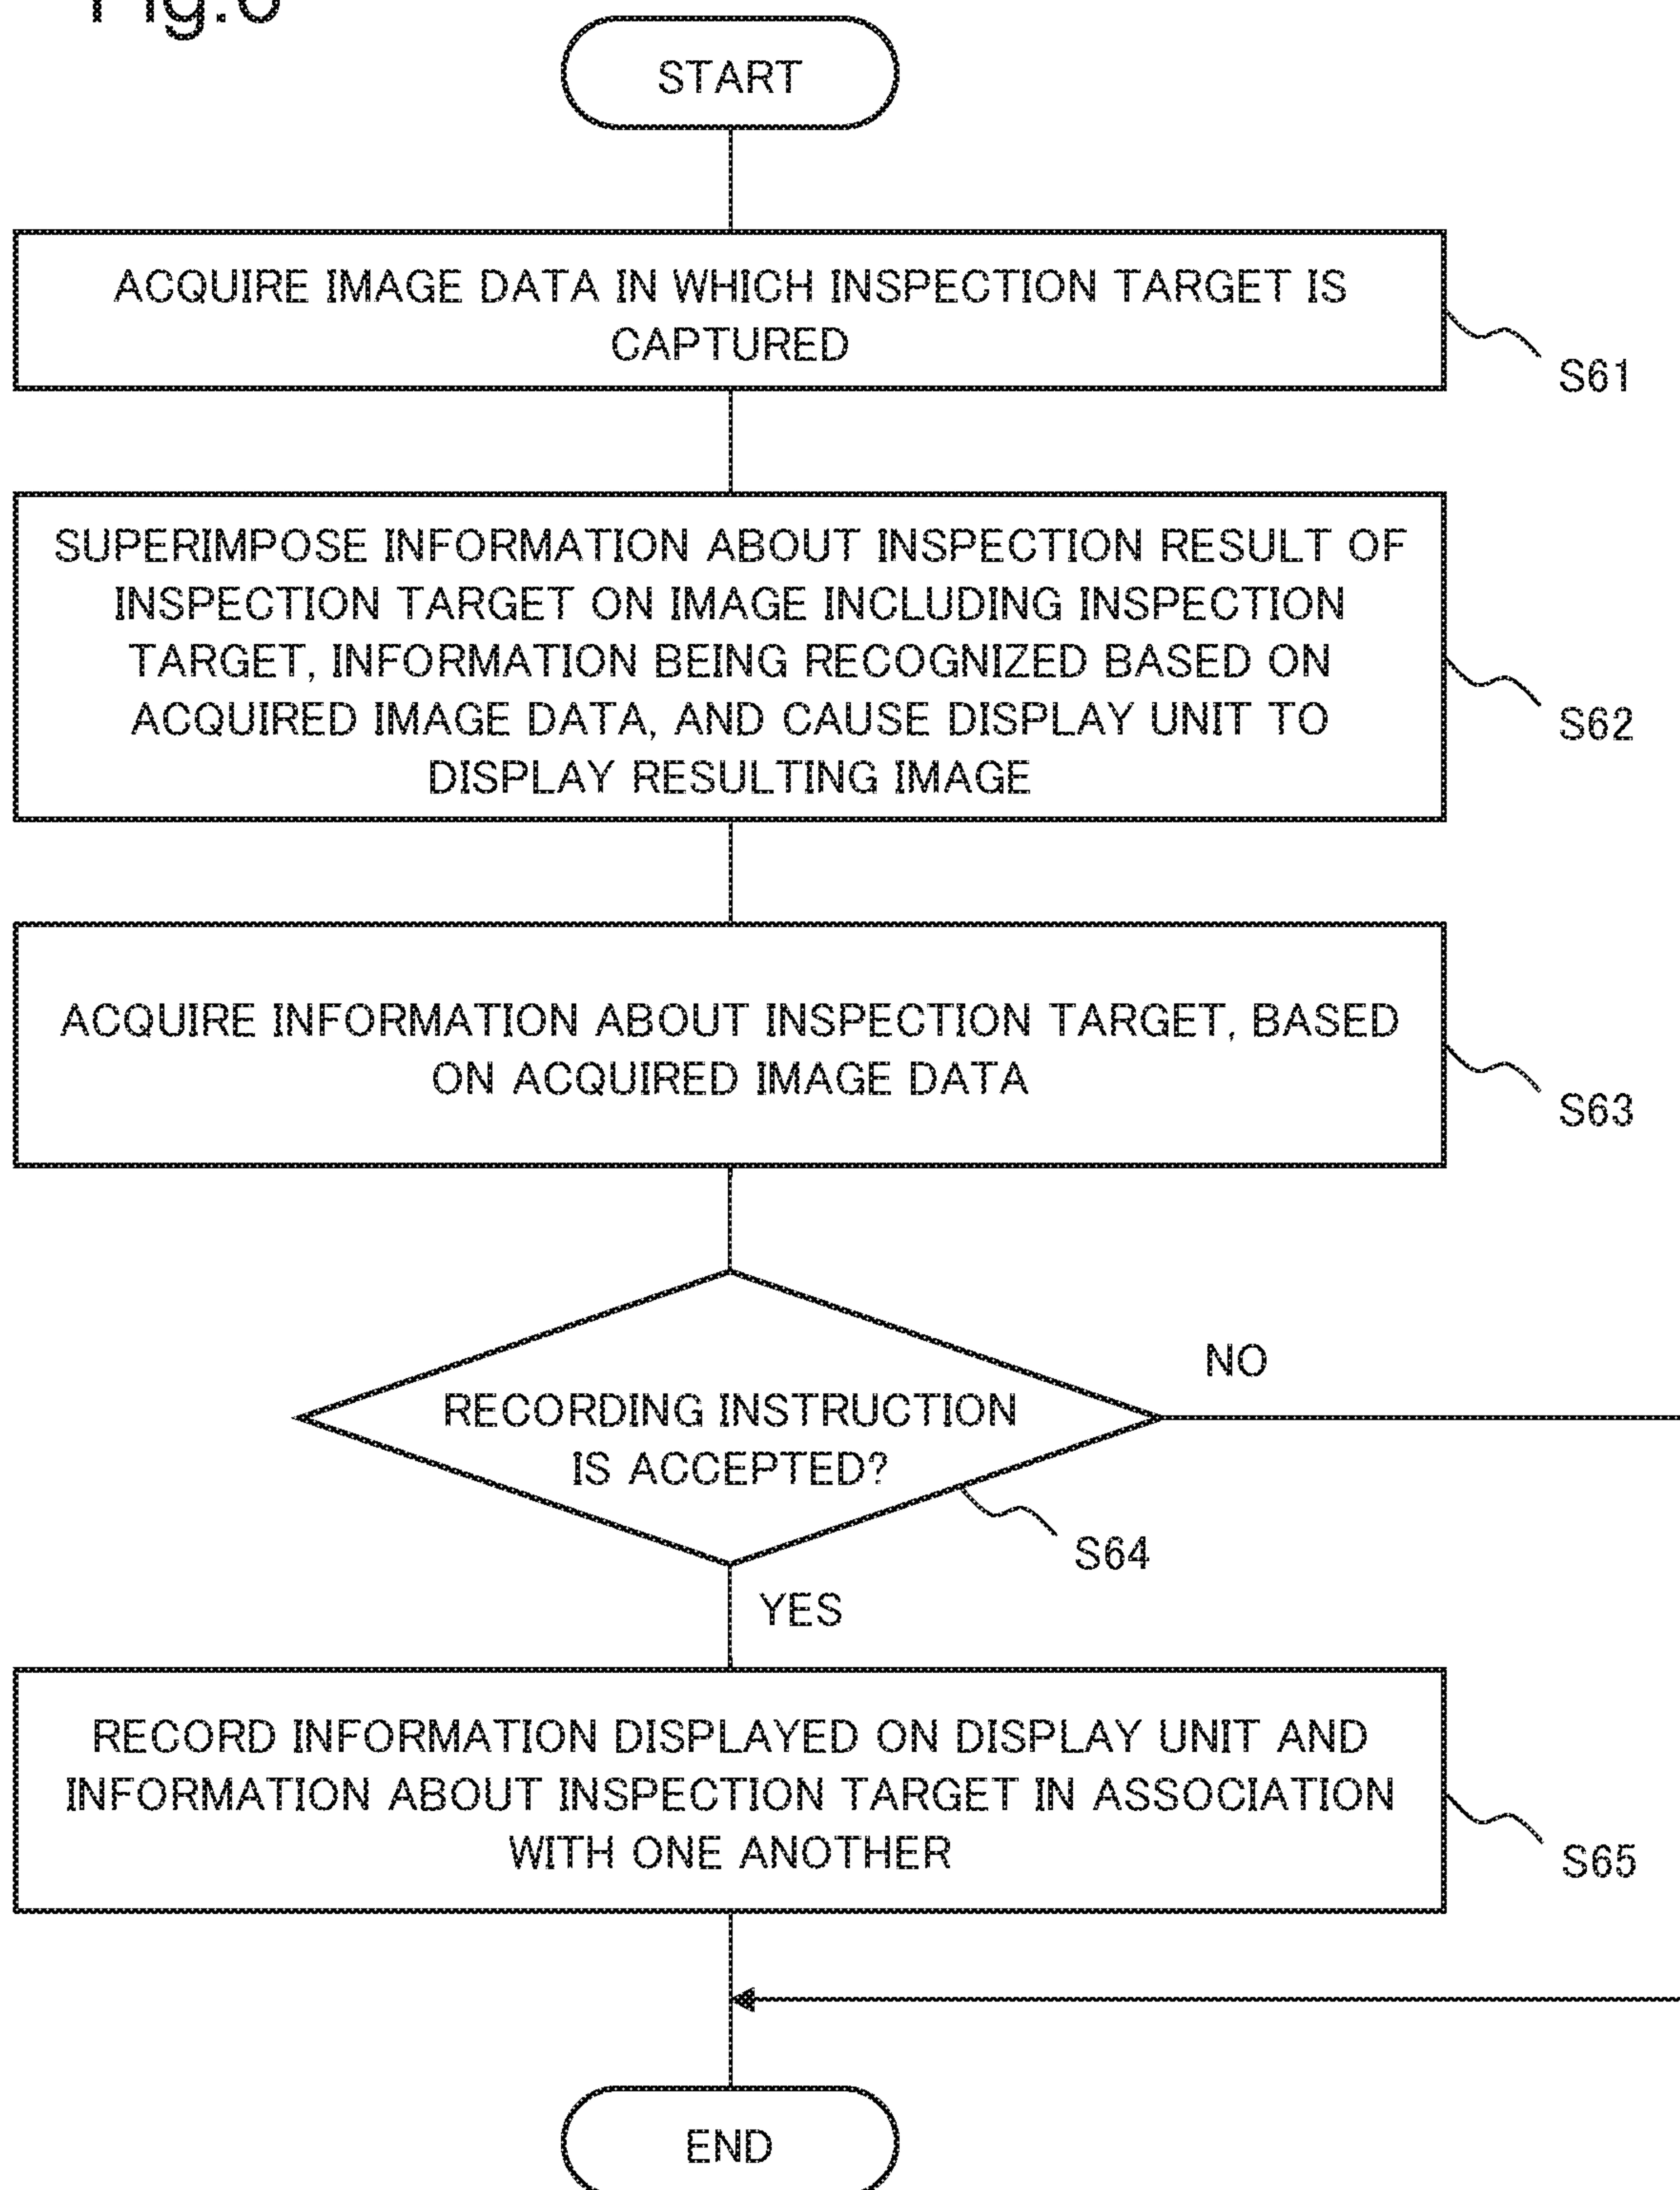 START
ACQUIRE IMAGE DATA IN WHICH INSPECTION TARGET IS
CAPTURED
S61
SUPERIMPOSE INFORMATION ABOUT INSPECTION RESULT OF
INSPECTION TARGET ON IMAGE INCLUDING INSPECTION
TARGET, INFORMATION BEING RECOGNIZED BASED ON
ACQUIRED IMAGE DATA, AND CAUSE DISPLAY UNIT TO
DISPLAY RESULTING IMAGE
S62
ACQUIRE INFORMATION ABOUT INSPECTION TARGET, BASED
ON ACQUIRED IMAGE DATA
S63
NO
RECORDING INSTRUCTION
IS ACCEPTED?
S64
YES
RECORD INFORMATION DISPLAYED ON DISPLAY UNIT AND
INFORMATION ABOUT INSPECTION TARGET IN ASSOCIATION
WITH ONE ANOTHER
S65
END